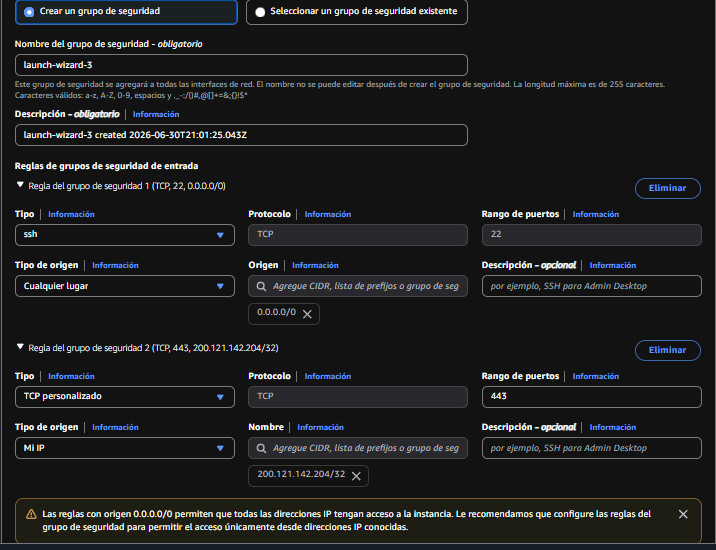 Crear un grupo de seguridad
Seleccionar un grupo de seguridad existente
Nombre del grupo de seguridad - obligatorio
launch-wizard-3
Este grupo de seguridad se agregará a todas las interfaces de red. El nombre no se puede editar después de crear el grupo de seguridad. La longitud máxima es de 255 caracteres.
Caracteres válidos: a-z, A-Z, 0-9, espacios y ._-:/()#,@[]+=&;{}!$*
Descripción - obligatorio | Información
launch-wizard-3 created 2026-06-30T21:01:25.043Z
Reglas de grupos de seguridad de entrada
Regla del grupo de seguridad 1 (TCP, 22, 0.0.0.0/0)
Eliminar
Tipo | Información
Protocolo | Información
Rango de puertos | Información
ssh
TCP
22
Tipo de origen | Información
Origen | Información
Descripción - opcional | Información
Cualquier lugar
Agregue CIDR, lista de prefijos o grupo de seg
por ejemplo, SSH para Admin Desktop
0.0.0.0/0
Regla del grupo de seguridad 2 (TCP, 443, 200.121.142.204/32)
Eliminar
Tipo | Información
Protocolo | Información
Rango de puertos | Información
TCP personalizado
TCP
443
Tipo de origen | Información
Nombre | Información
Descripción - opcional | Información
Mi IP
Agregue CIDR, lista de prefijos o grupo de seg
por ejemplo, SSH para Admin Desktop
200.121.142.204/32
Las reglas con origen 0.0.0.0/0 permiten que todas las direcciones IP tengan acceso a la instancia. Le recomendamos que configure las reglas del
grupo de seguridad para permitir el acceso únicamente desde direcciones IP conocidas.